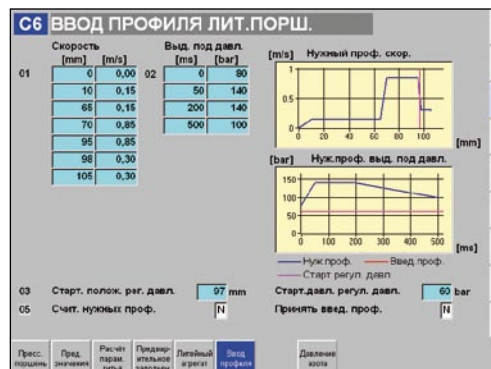 C6 ВВОД ПРОФИЛЯ ЛИТ.ПОРШ.
Скорость
[mm] [m/s]
Выд. под давл.
[ms] [bar]
01
0 0,00
10 0,15
65 0,15
70 0,85
95 0,85
98 0,30
105 0,30
02
0 80
50 140
200 140
500 100
[m/s] Нужный проф. скор.
1
0.5
0
0 20 40 60 80 100
[mm]
[bar] Нуж.проф. выд. под давл.
150
100
50
0
0 100 200 300 400 500
[ms]
Нуж.проф. Введ.проф.
Старт регул. давл
03 Старт. полож. рег. давл. 97 mm
Старт.давл. регул. давл. 60 bar
05 Счит. нужных проф. N
Принять введ. проф. N
Пресс. поршень
Пред. значения
Расчёт парам. литья
Предвар- ительное
Литейный агрегат
Ввод профиля
Давление азота